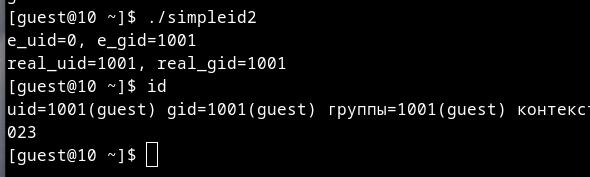 [guest@10 ~]$ ./simpleid2
e_uid=0, e_gid=1001
real_uid=1001, real_gid=1001
[guest@10 ~]$ id
uid=1001(guest) gid=1001(guest) группы=1001(guest) контекст
023
[guest@10 ~]$